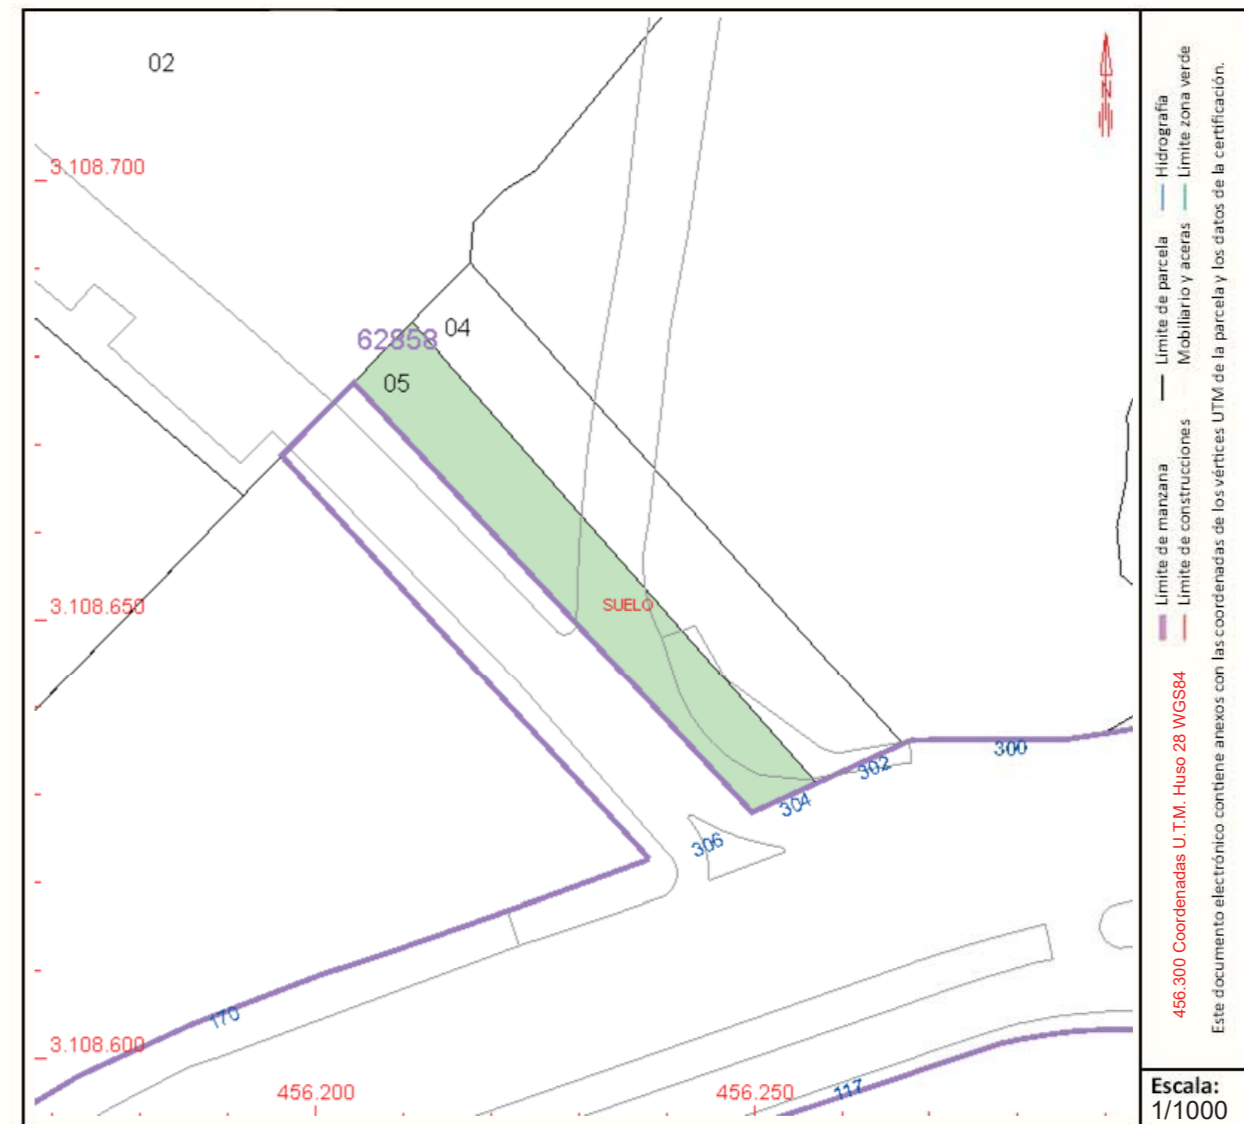 02
3.108.700
04
62858
05
SUELO
3.108.650
300
302
304
306
170
3.108.600
456.200
456.250
117
N
Límite de manzana
Límite de parcela
Hidrografía
Límite de construcciones
Mobiliario y aceras
Límite zona verde
456.300 Coordenadas U.T.M. Huso 28 WGS84
Este documento electrónico contiene anexos con las coordenadas de los vértices UTM de la parcela y los datos de la certificación.
Escala:
1/1000